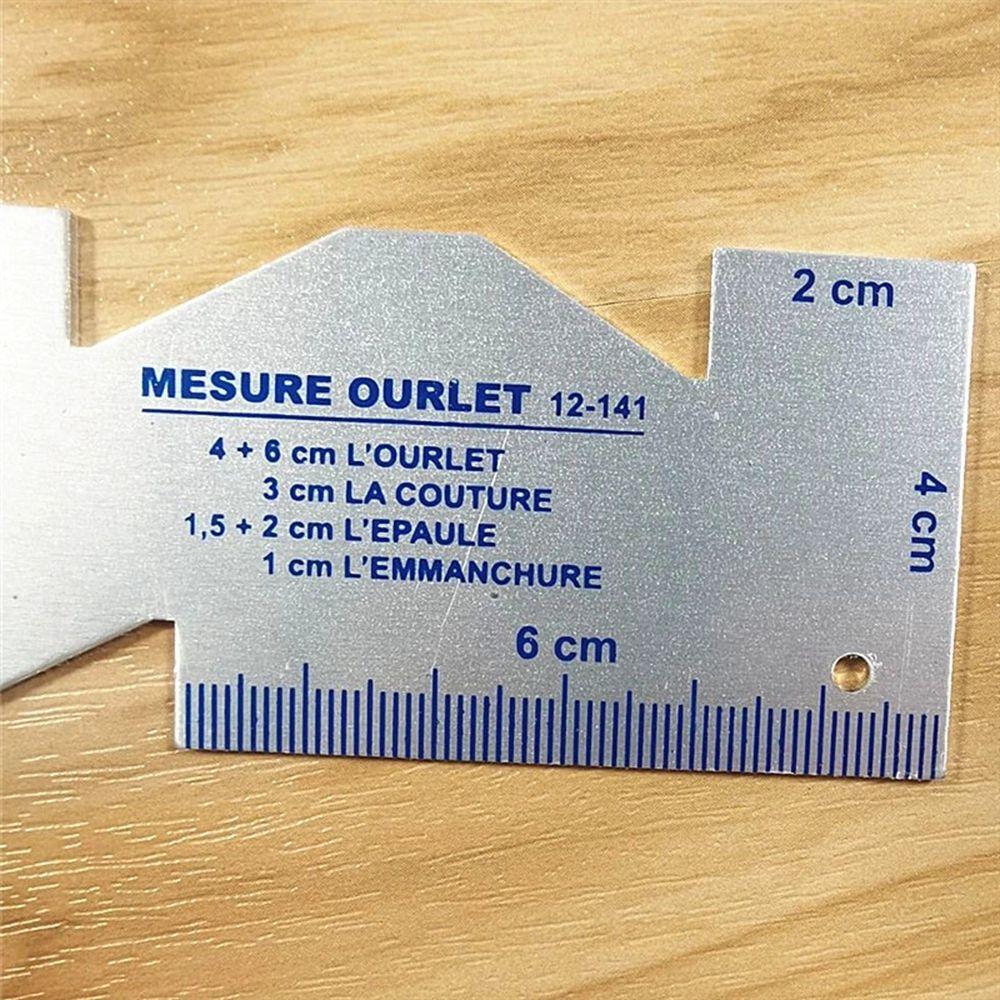 2 cm
MESURE OURLET 12-141
4 + 6 cm L'OURLET
3 cm LA COUTURE
1,5 + 2 cm L'EPAULE
1 cm L'EMMANCHURE
4 cm
6 cm